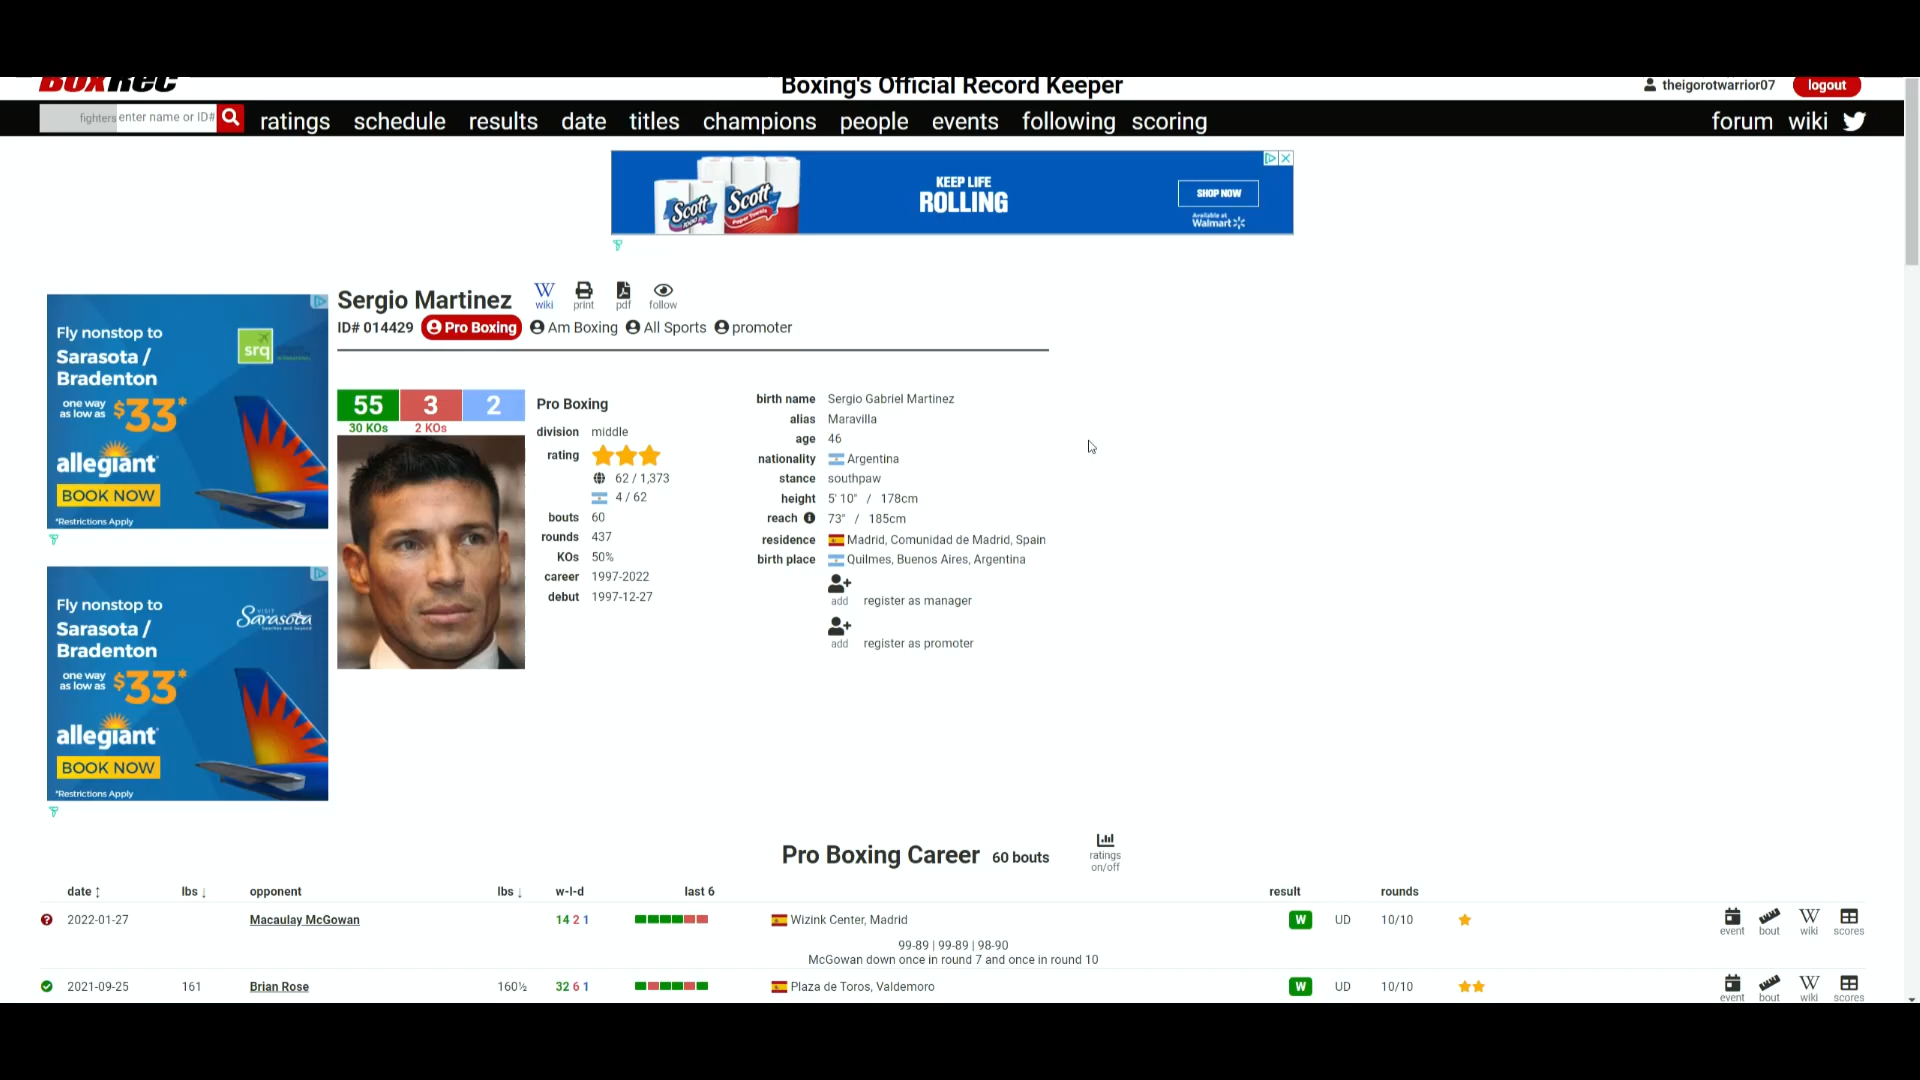 BoxRec
Boxing's Official Record Keeper
theigorotwarrior07
logout
fighters enter name or ID#
ratings schedule results date titles champions people events following scoring
forum wiki
Scott
Scott
KEEP LIFE
ROLLING
SHOP NOW
Available at
Walmart
Fly nonstop to
Sarasota /
Bradenton
one way
as low as $33*
srq
allegiant
BOOK NOW
*Restrictions Apply
Fly nonstop to
Sarasota /
Bradenton
one way
as low as $33*
VISIT
Sarasota
allegiant
BOOK NOW
*Restrictions Apply
Sergio Martinez
wiki print pdf follow
ID# 014429 Pro Boxing Am Boxing All Sports promoter
55 3 2
30 KOs 2 KOs
Pro Boxing
division middle
rating
62 / 1,373
4 / 62
bouts 60
rounds 437
KOs 50%
career 1997-2022
debut 1997-12-27
birth name Sergio Gabriel Martinez
alias Maravilla
age 46
nationality Argentina
stance southpaw
height 5' 10" / 178cm
reach 73" / 185cm
residence Madrid, Comunidad de Madrid, Spain
birth place Quilmes, Buenos Aires, Argentina
add register as manager
add register as promoter
Pro Boxing Career 60 bouts
ratings
on/off
date lbs opponent lbs w-l-d last 6 result rounds
2022-01-27 Macaulay McGowan 14 2 1 Wizink Center, Madrid W UD 10/10
event bout wiki scores
99-89 | 99-89 | 98-90
McGowan down once in round 7 and once in round 10
2021-09-25 161 Brian Rose 160½ 32 6 1 Plaza de Toros, Valdemoro W UD 10/10
event bout wiki scores